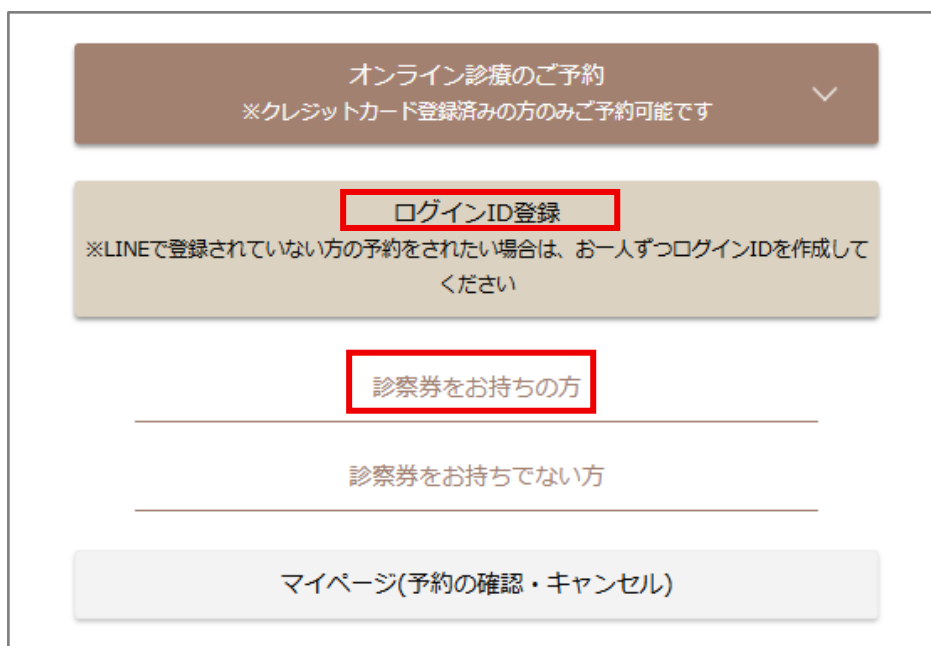 オンライン診療のご予約
※クレジットカード登録済みの方のみご予約可能です
ログインID登録
※LINEで登録されていない方の予約をされたい場合は、お一人ずつログインIDを作成して
ください
診察券をお持ちの方
診察券をお持ちでない方
マイページ(予約の確認・キャンセル)